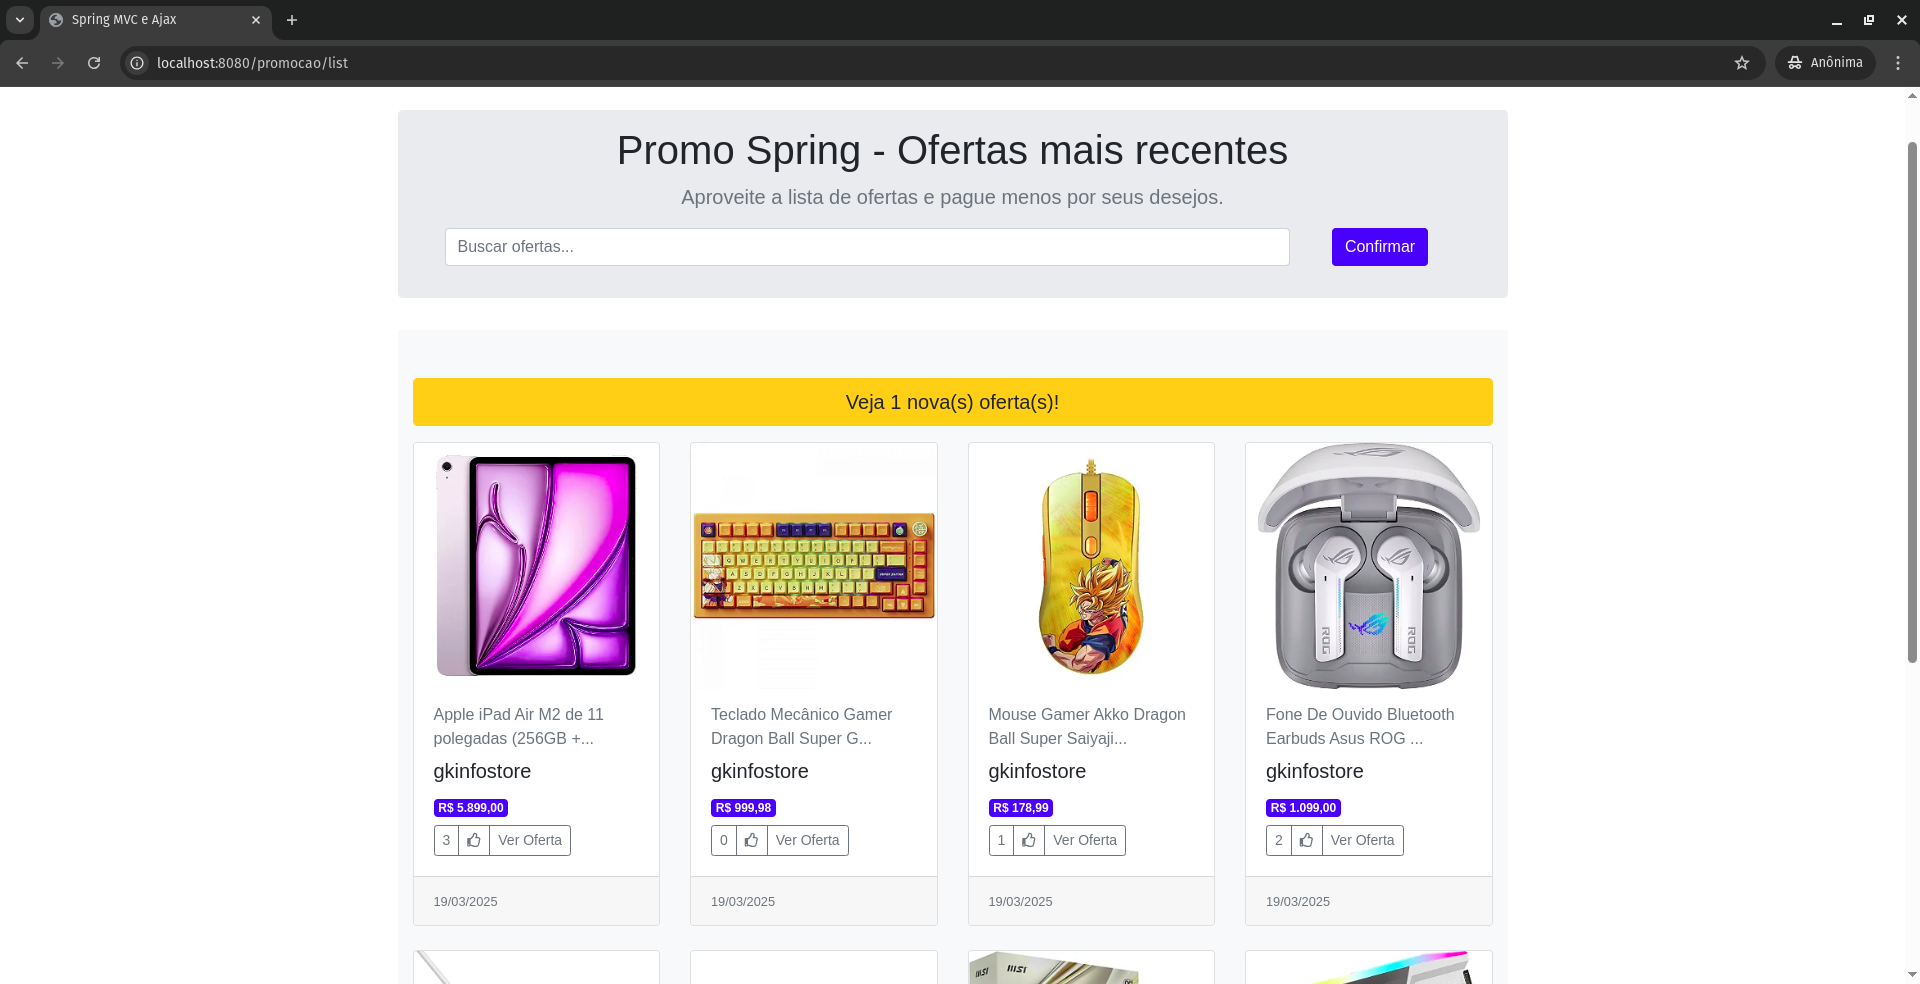 Spring MVC e Ajax
localhost:8080/promocao/list
Anônima
Promo Spring - Ofertas mais recentes
Aproveite a lista de ofertas e pague menos por seus desejos.
Buscar ofertas...
Confirmar
Veja 1 nova(s) oferta(s)!
ROG
ROG
Apple iPad Air M2 de 11
polegadas (256GB +...
gkinfostore
R$ 5.899,00
3
Ver Oferta
19/03/2025
Teclado Mecânico Gamer
Dragon Ball Super G...
gkinfostore
R$ 999,98
0
Ver Oferta
19/03/2025
Mouse Gamer Akko Dragon
Ball Super Saiyaji...
gkinfostore
R$ 178,99
1
Ver Oferta
19/03/2025
Fone De Ouvido Bluetooth
Earbuds Asus ROG ...
gkinfostore
R$ 1.099,00
2
Ver Oferta
19/03/2025
msi
msi